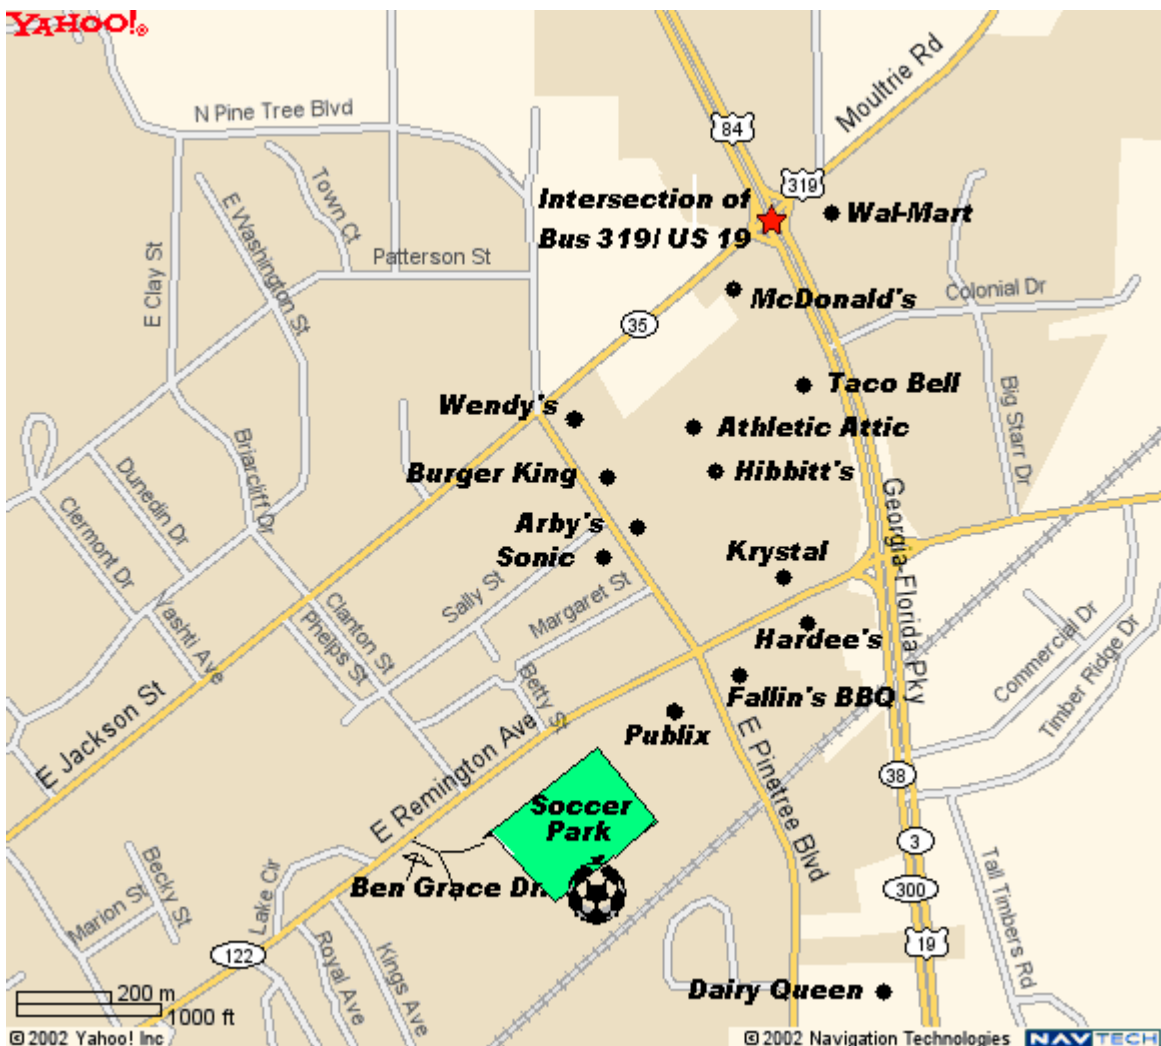 YAHOO!®
N Pine Tree Blvd
84
Moultrie Rd
319
Intersection of
Bus 319/ US 19
Wal-Mart
E Clay St
E Washington St
Town Ct
Patterson St
McDonald's
Colonial Dr
35
Taco Bell
Big Starr Dr
Wendy's
Athletic Attic
Burger King
Hibbitt's
Briarcliff Dr
Dunedin Dr
Clermont Dr
Arby's
Sonic
Krystal
Georgia-Florida Pky
Sally St
Margaret St
Vashti Ave
Clanton St
Phelps St
Hardee's
Commercial Dr
Timber Ridge Dr
Betty St
Fallin's BBQ
Publix
E Jackson St
E Remington Ave
E Pinetree Blvd
38
Soccer
Park
3
Ben Grace Dr.
300
Tall Timbers Rd
Becky St
Marion St
Lake Cir
122
Royal Ave
Kings Ave
19
Dairy Queen
200 m
1000 ft
© 2002 Yahoo! Inc
© 2002 Navigation Technologies
NAVTECH